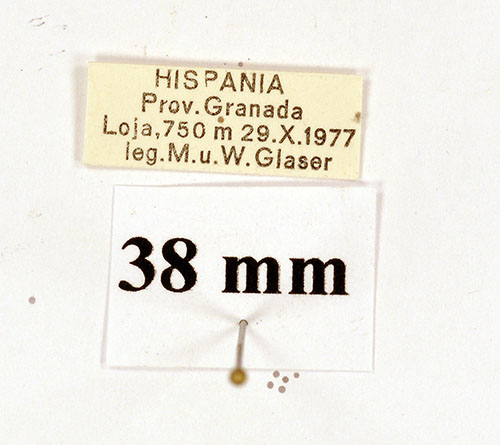 HISPANIA
Prov.Granada
Loja,750 m 29.X.1977
leg.M.u.W.Glaser
38 mm